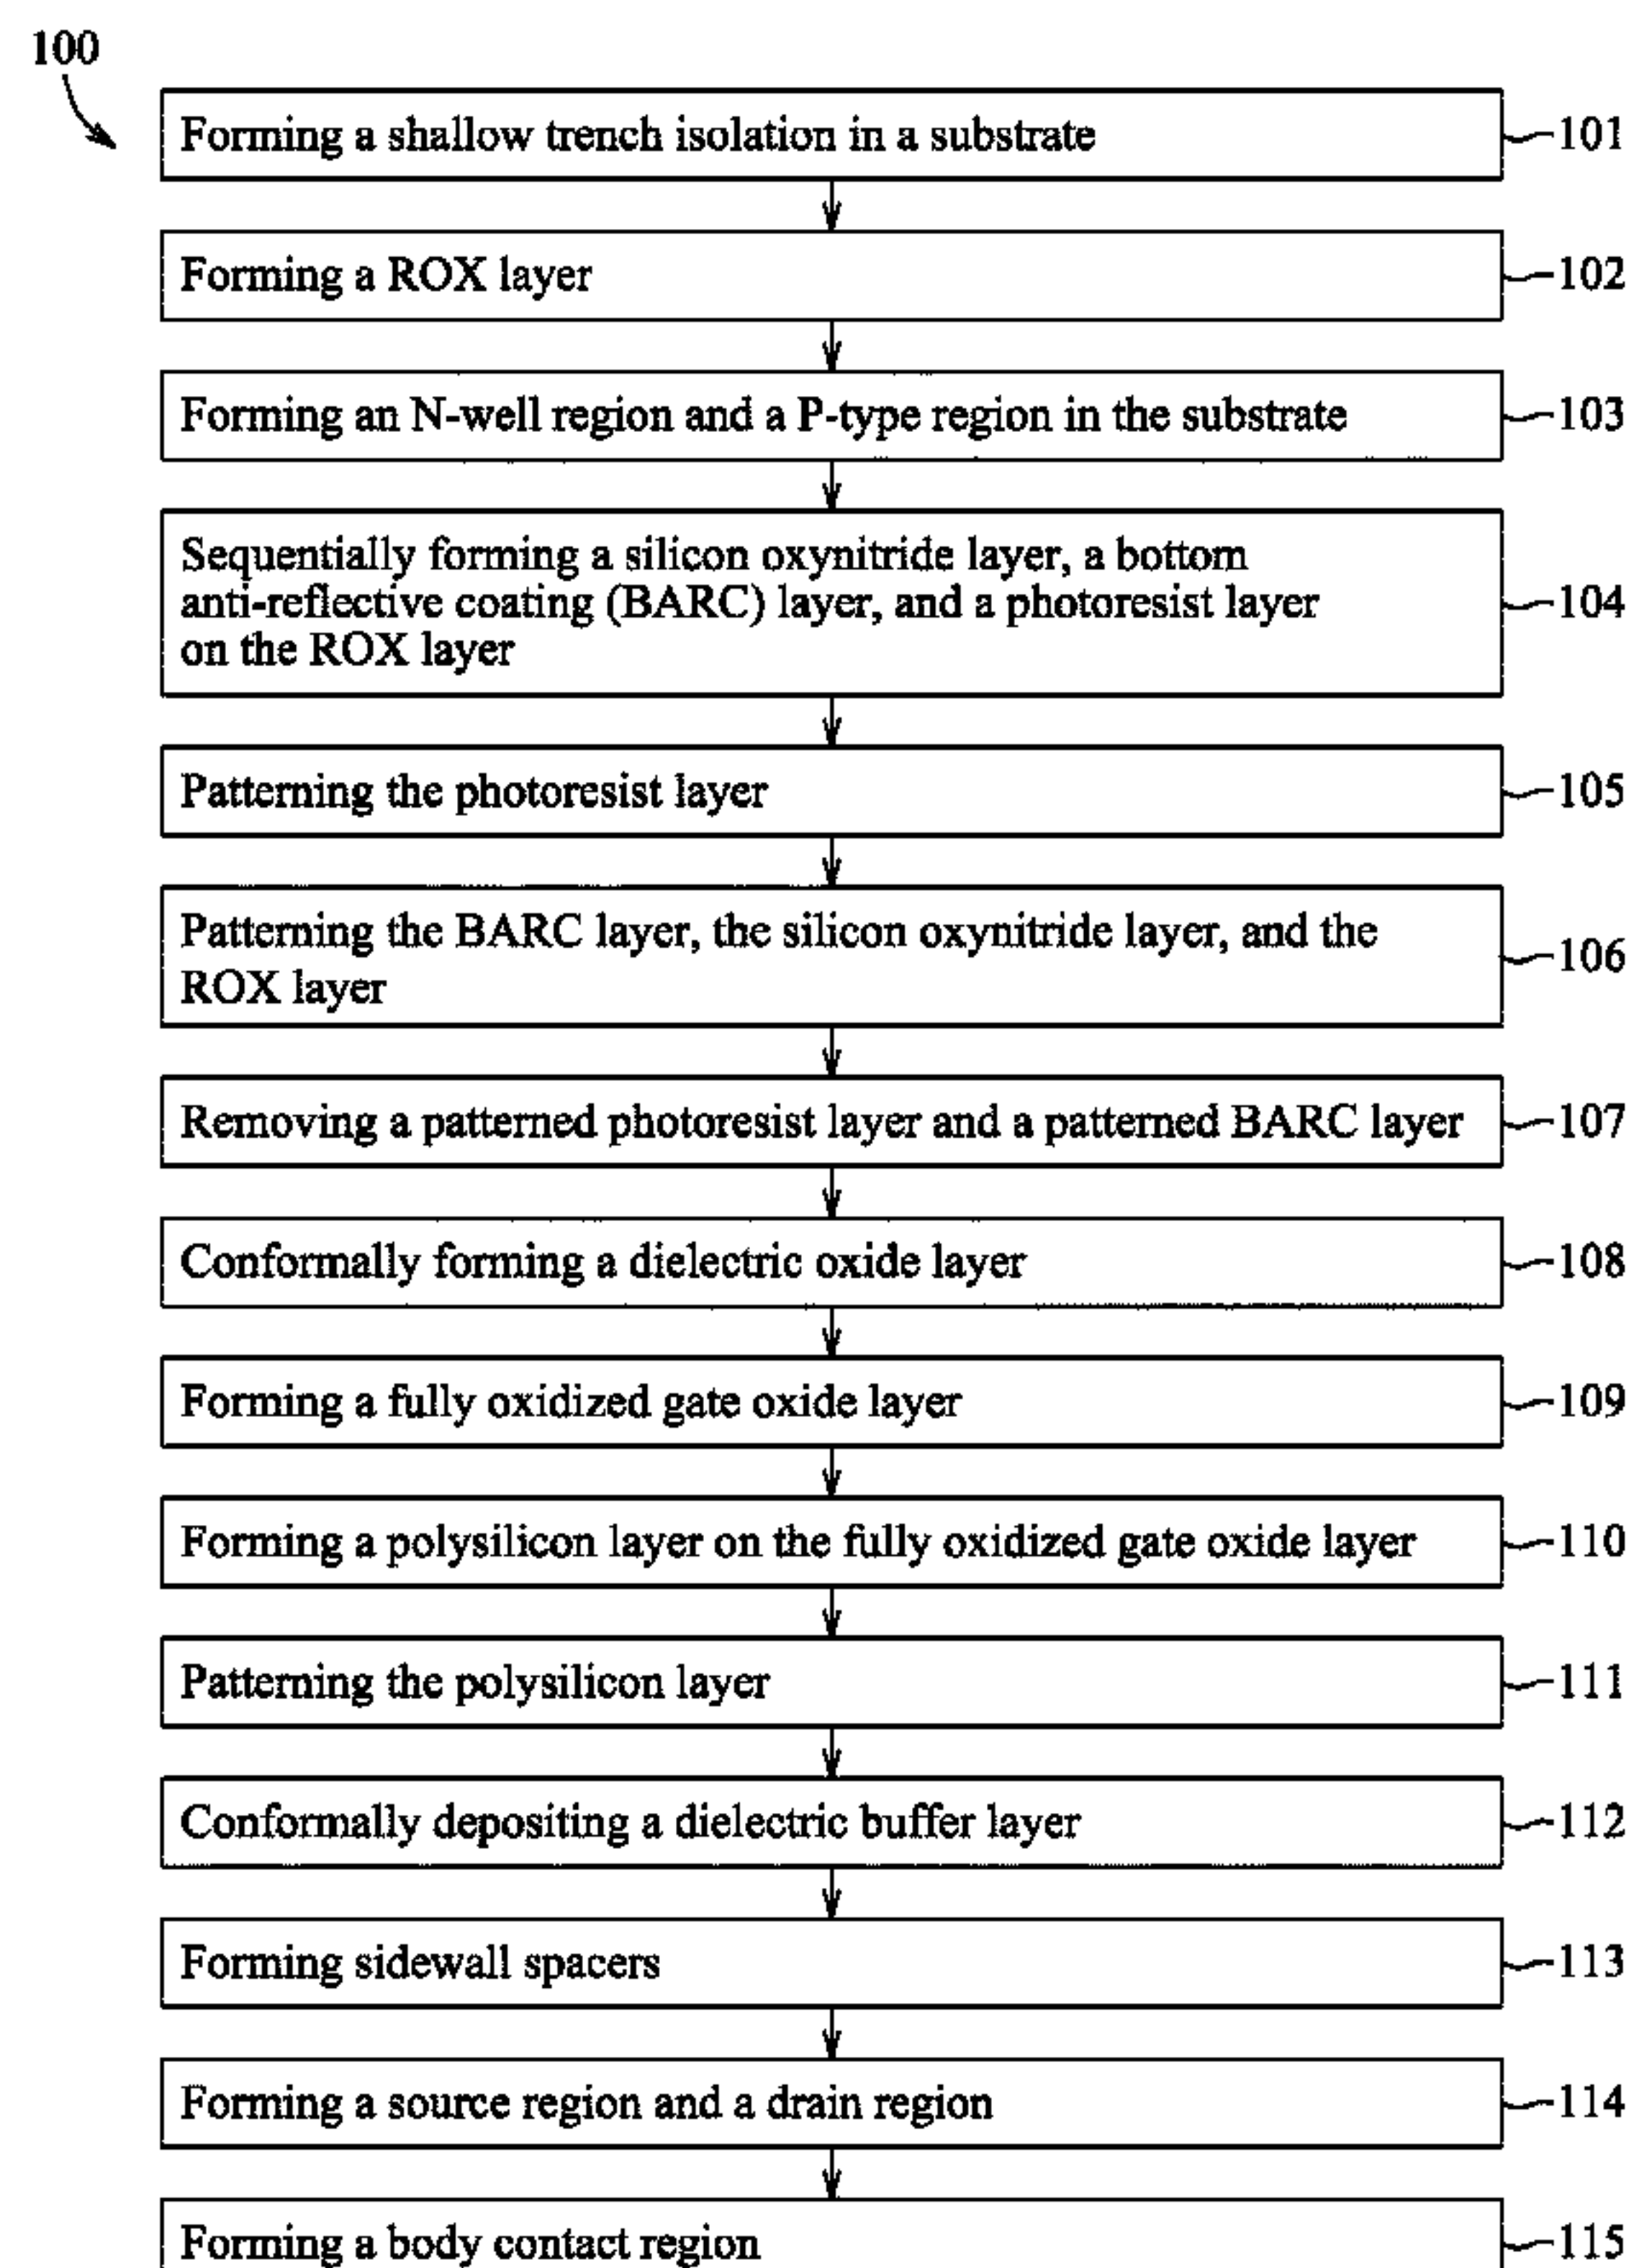 100
Forming a shallow trench isolation in a substrate 101
Forming a ROX layer 102
Forming an N-well region and a P-type region in the substrate 103
Sequentially forming a silicon oxynitride layer, a bottom
anti-reflective coating (BARC) layer, and a photoresist layer 104
on the ROX layer
Patterning the photoresist layer 105
Patterning the BARC layer, the silicon oxynitride layer, and the
ROX layer 106
Removing a patterned photoresist layer and a patterned BARC layer 107
Conformally forming a dielectric oxide layer 108
Forming a fully oxidized gate oxide layer 109
Forming a polysilicon layer on the fully oxidized gate oxide layer 110
Patterning the polysilicon layer 111
Conformally depositing a dielectric buffer layer 112
Forming sidewall spacers 113
Forming a source region and a drain region 114
Forming a body contact region 115